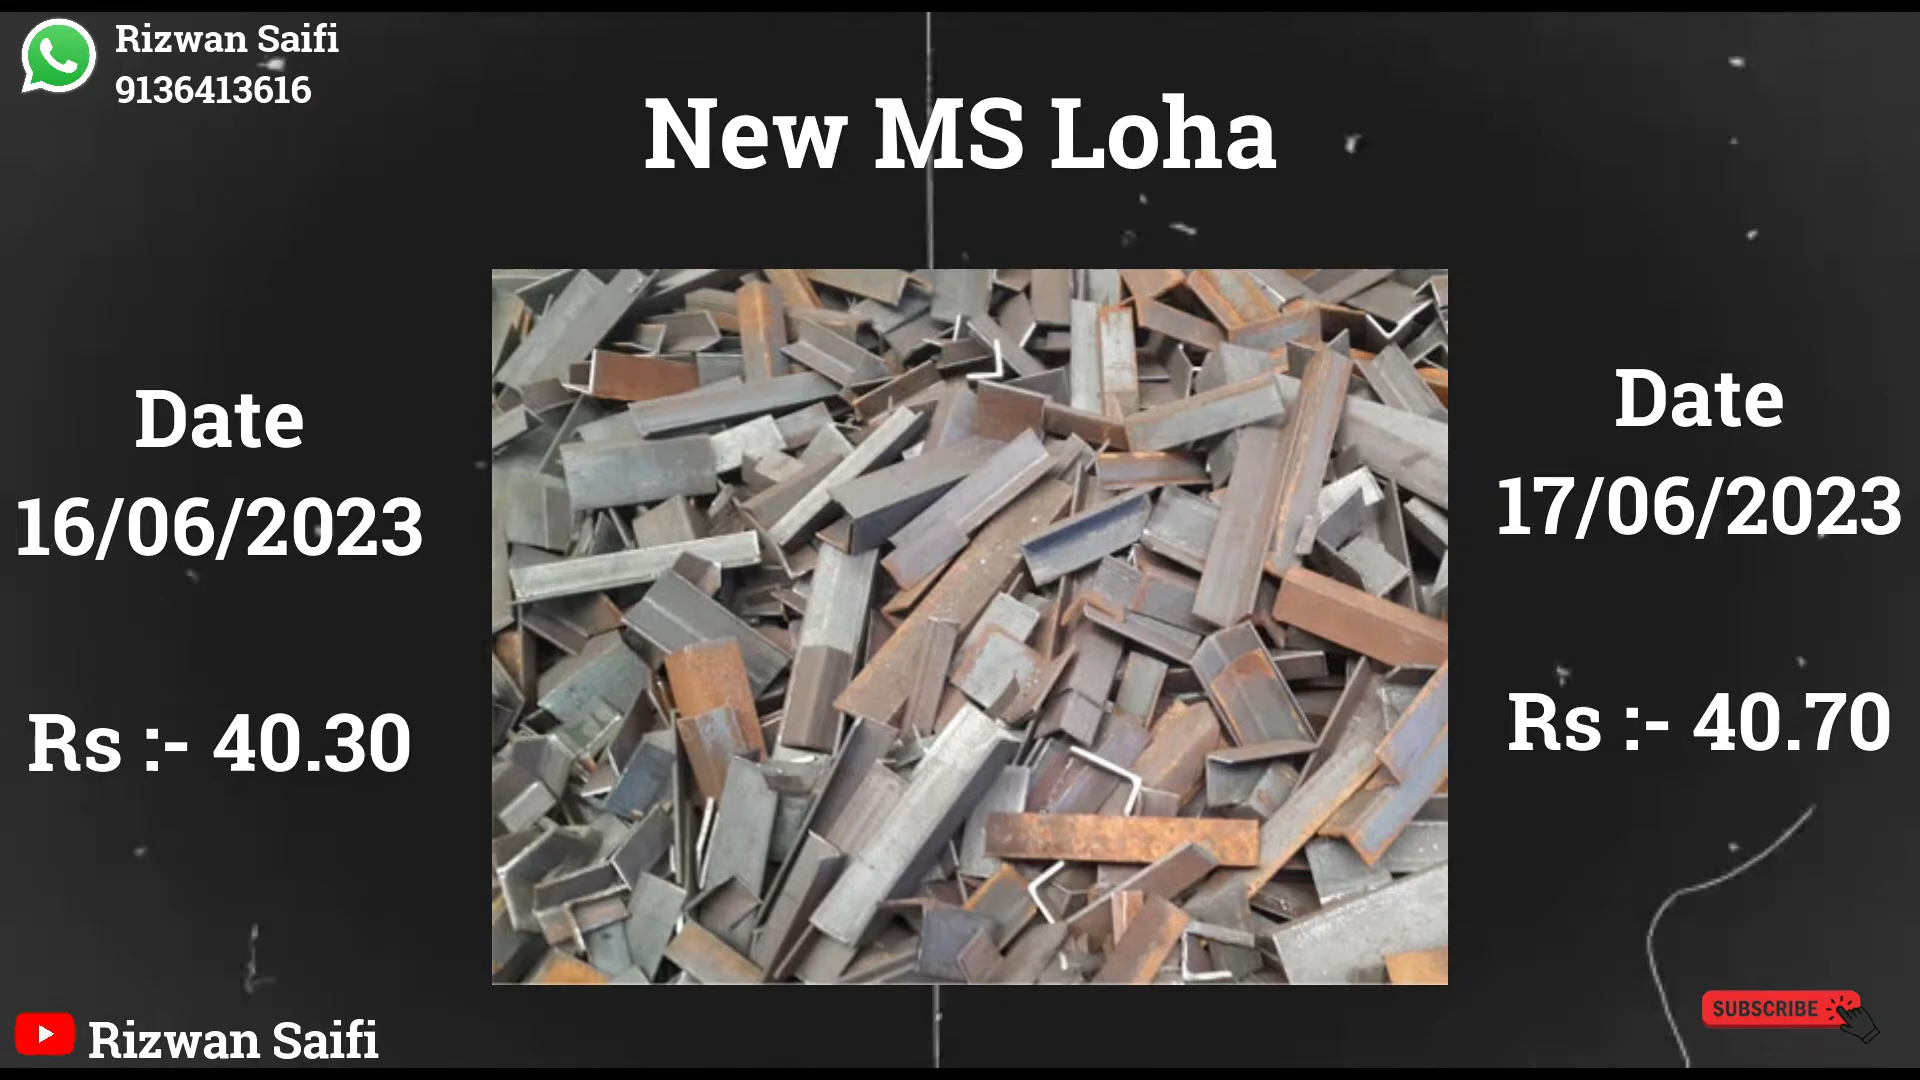 Rizwan Saifi
9136413616
New MS Loha
Date
16/06/2023
Rs :- 40.30
Date
17/06/2023
Rs :- 40.70
Rizwan Saifi
SUBSCRIBE